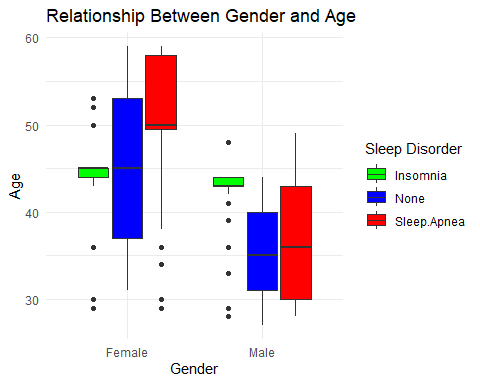 Relationship Between Gender and Age
60
50
40
30
Age
Female
Male
Gender
Sleep Disorder
Insomnia
None
Sleep.Apnea